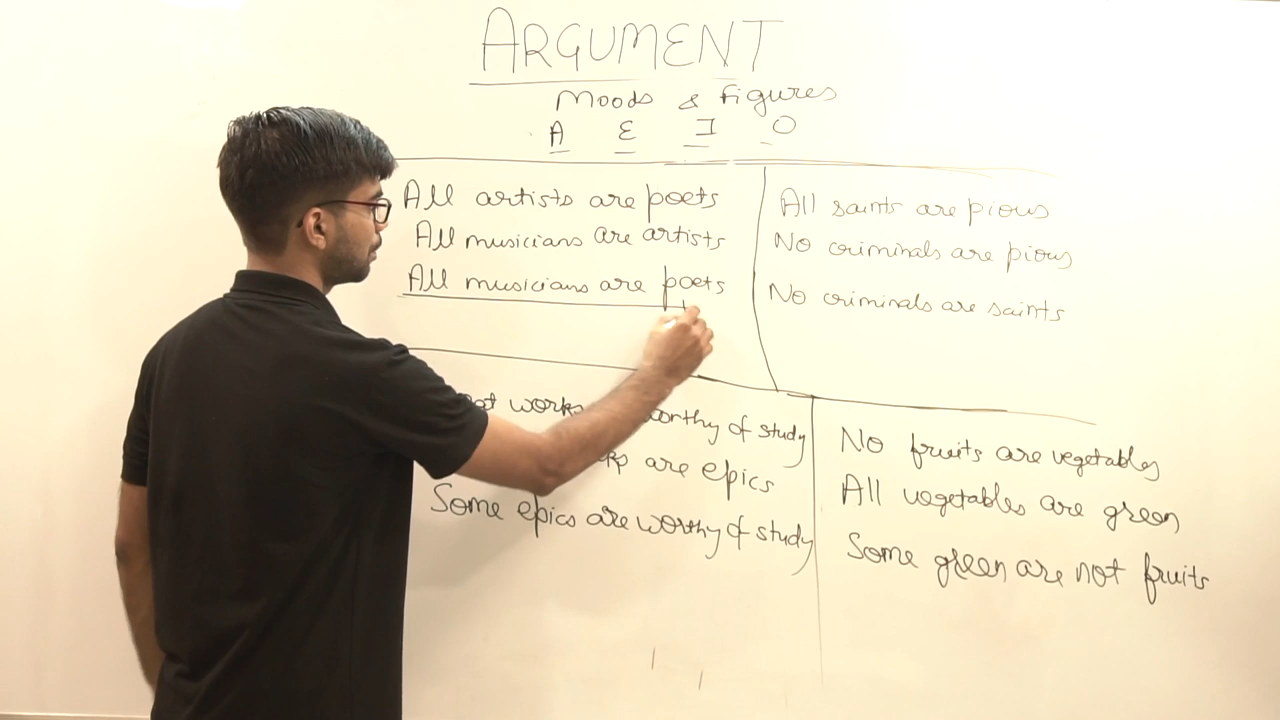 ARGUMENT
Moods & Figures
A E I O
All artists are poets
All musicians are artists
All musicians are poets
All saints are pious
No criminals are pious
No criminals are saints
works worthy of study
are epics
Some epics are worthy of study
No fruits are vegetables
All vegetables are green
Some green are not fruits